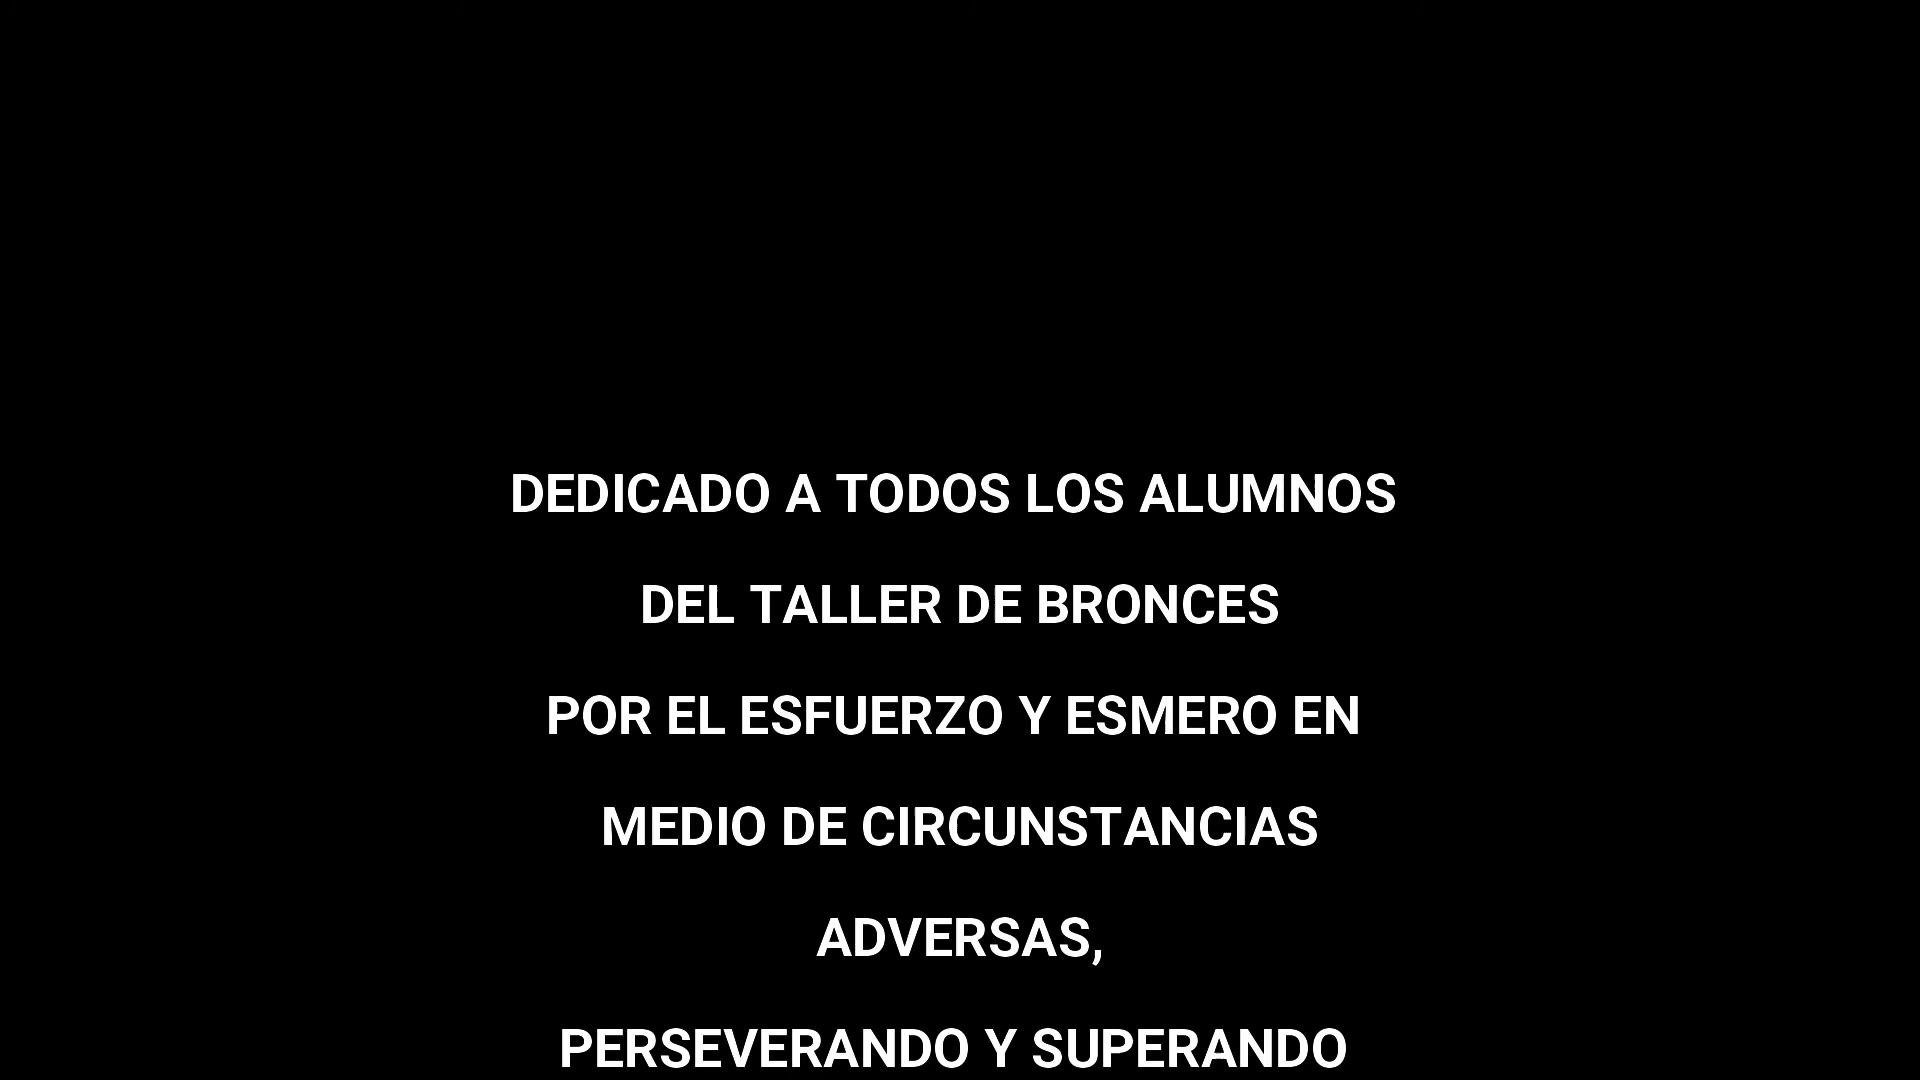 DEDICADO A TODOS LOS ALUMNOS
DEL TALLER DE BRONCES
POR EL ESFUERZO Y ESMERO EN
MEDIO DE CIRCUNSTANCIAS
ADVERSAS,
PERSEVERANDO Y SUPERANDO